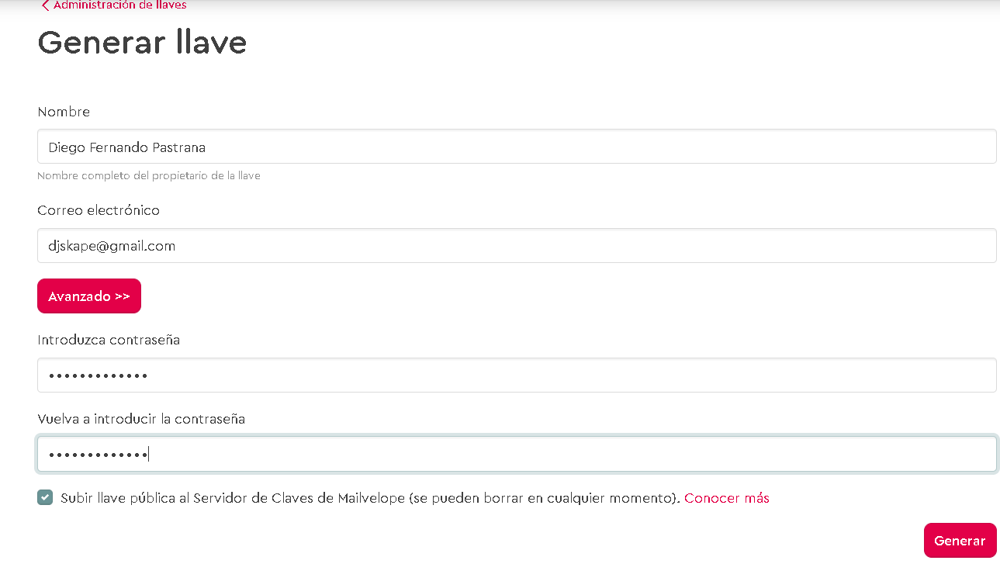 Administración de llaves
Generar llave
Nombre
Diego Fernando Pastrana
Nombre completo del propietario de la llave
Correo electrónico
djskape@gmail.com
Avanzado >>
Introduzca contraseña
•••••••••••••
Vuelva a introducir la contraseña
•••••••••••••
Subir llave pública al Servidor de Claves de Mailvelope (se pueden borrar en cualquier momento). Conocer más
Generar